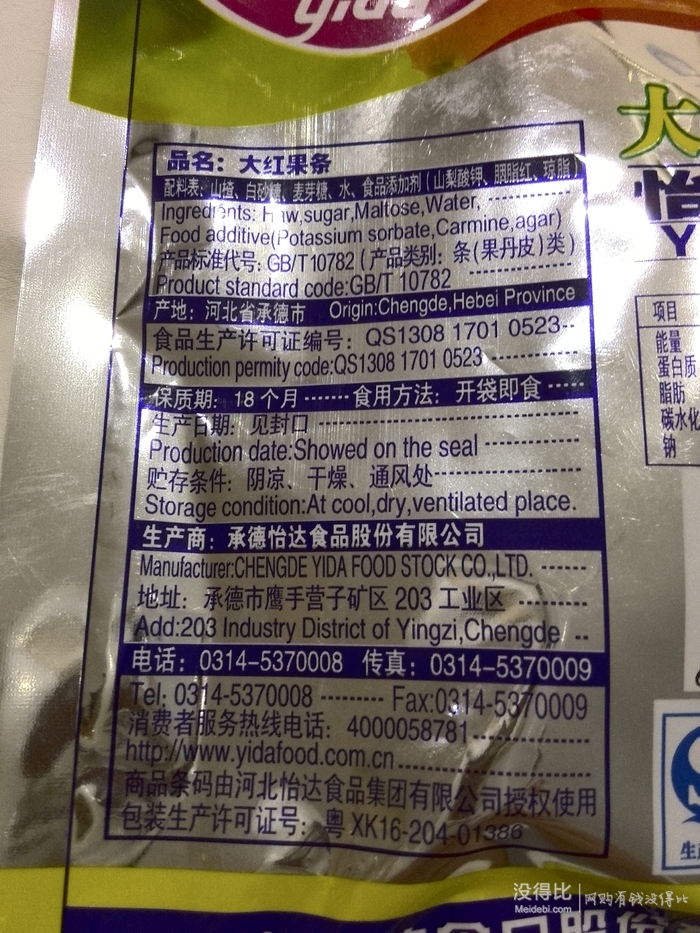 yida
品名：大红果条
配料表：山楂、白砂糖、麦芽糖、水、食品添加剂（山梨酸钾、胭脂红、琼脂）
Ingredients: H w,sugar,Maltose,Water,
Food additive(Potassium sorbate,Carmine,agar)
产品标准代号：GB/T 10782（产品类别：条(果丹皮)类）
Product standard code:GB/T 10782
产地：河北省承德市 Origin:Chengde,Hebei Province
食品生产许可证编号：QS1308 1701 0523
Production permity code:QS1308 1701 0523
保质期：18个月 食用方法：开袋即食
生产日期：见封口
Production date:Showed on the seal
贮存条件：阴凉、干燥、通风处
Storage condition:At cool,dry,ventilated place.
生产商：承德怡达食品股份有限公司
Manufacturer:CHENGDE YIDA FOOD STOCK CO.,LTD.
地址：承德市鹰手营子矿区203工业区
Add:203 Industry District of Yingzi,Chengde
电话：0314-5370008 传真：0314-5370009
Tel: 0314-5370008 Fax:0314-5370009
消费者服务热线电话：4000058781
http://www.yidafood.com.cn
商品条码由河北怡达食品集团有限公司授权使用
包装生产许可证号：粤XK16-204-01386
大
怡
Y
项目
能量
蛋白质
脂肪
碳水化
钠
生产
没得比
Meidebi.com
网购有钱没得比